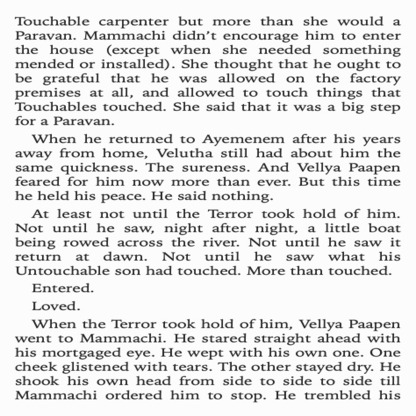 Touchable carpenter but more than she would a
Paravan. Mammachi didn't encourage him to enter
the house (except when she needed something
mended or installed). She thought that he ought to
be grateful that he was allowed on the factory
premises at all, and allowed to touch things that
Touchables touched. She said that it was a big step
for a Paravan.
When he returned to Ayemenem after his years
away from home, Velutha still had about him the
same quickness. The sureness. And Vellya Paapen
feared for him now more than ever. But this time
he held his peace. He said nothing.
At least not until the Terror took hold of him.
Not until he saw, night after night, a little boat
being rowed across the river. Not until he saw it
return at dawn. Not until he saw what his
Untouchable son had touched. More than touched.
Entered.
Loved.
When the Terror took hold of him, Vellya Paapen
went to Mammachi. He stared straight ahead with
his mortgaged eye. He wept with his own one. One
cheek glistened with tears. The other stayed dry. He
shook his own head from side to side to side till
Mammachi ordered him to stop. He trembled his